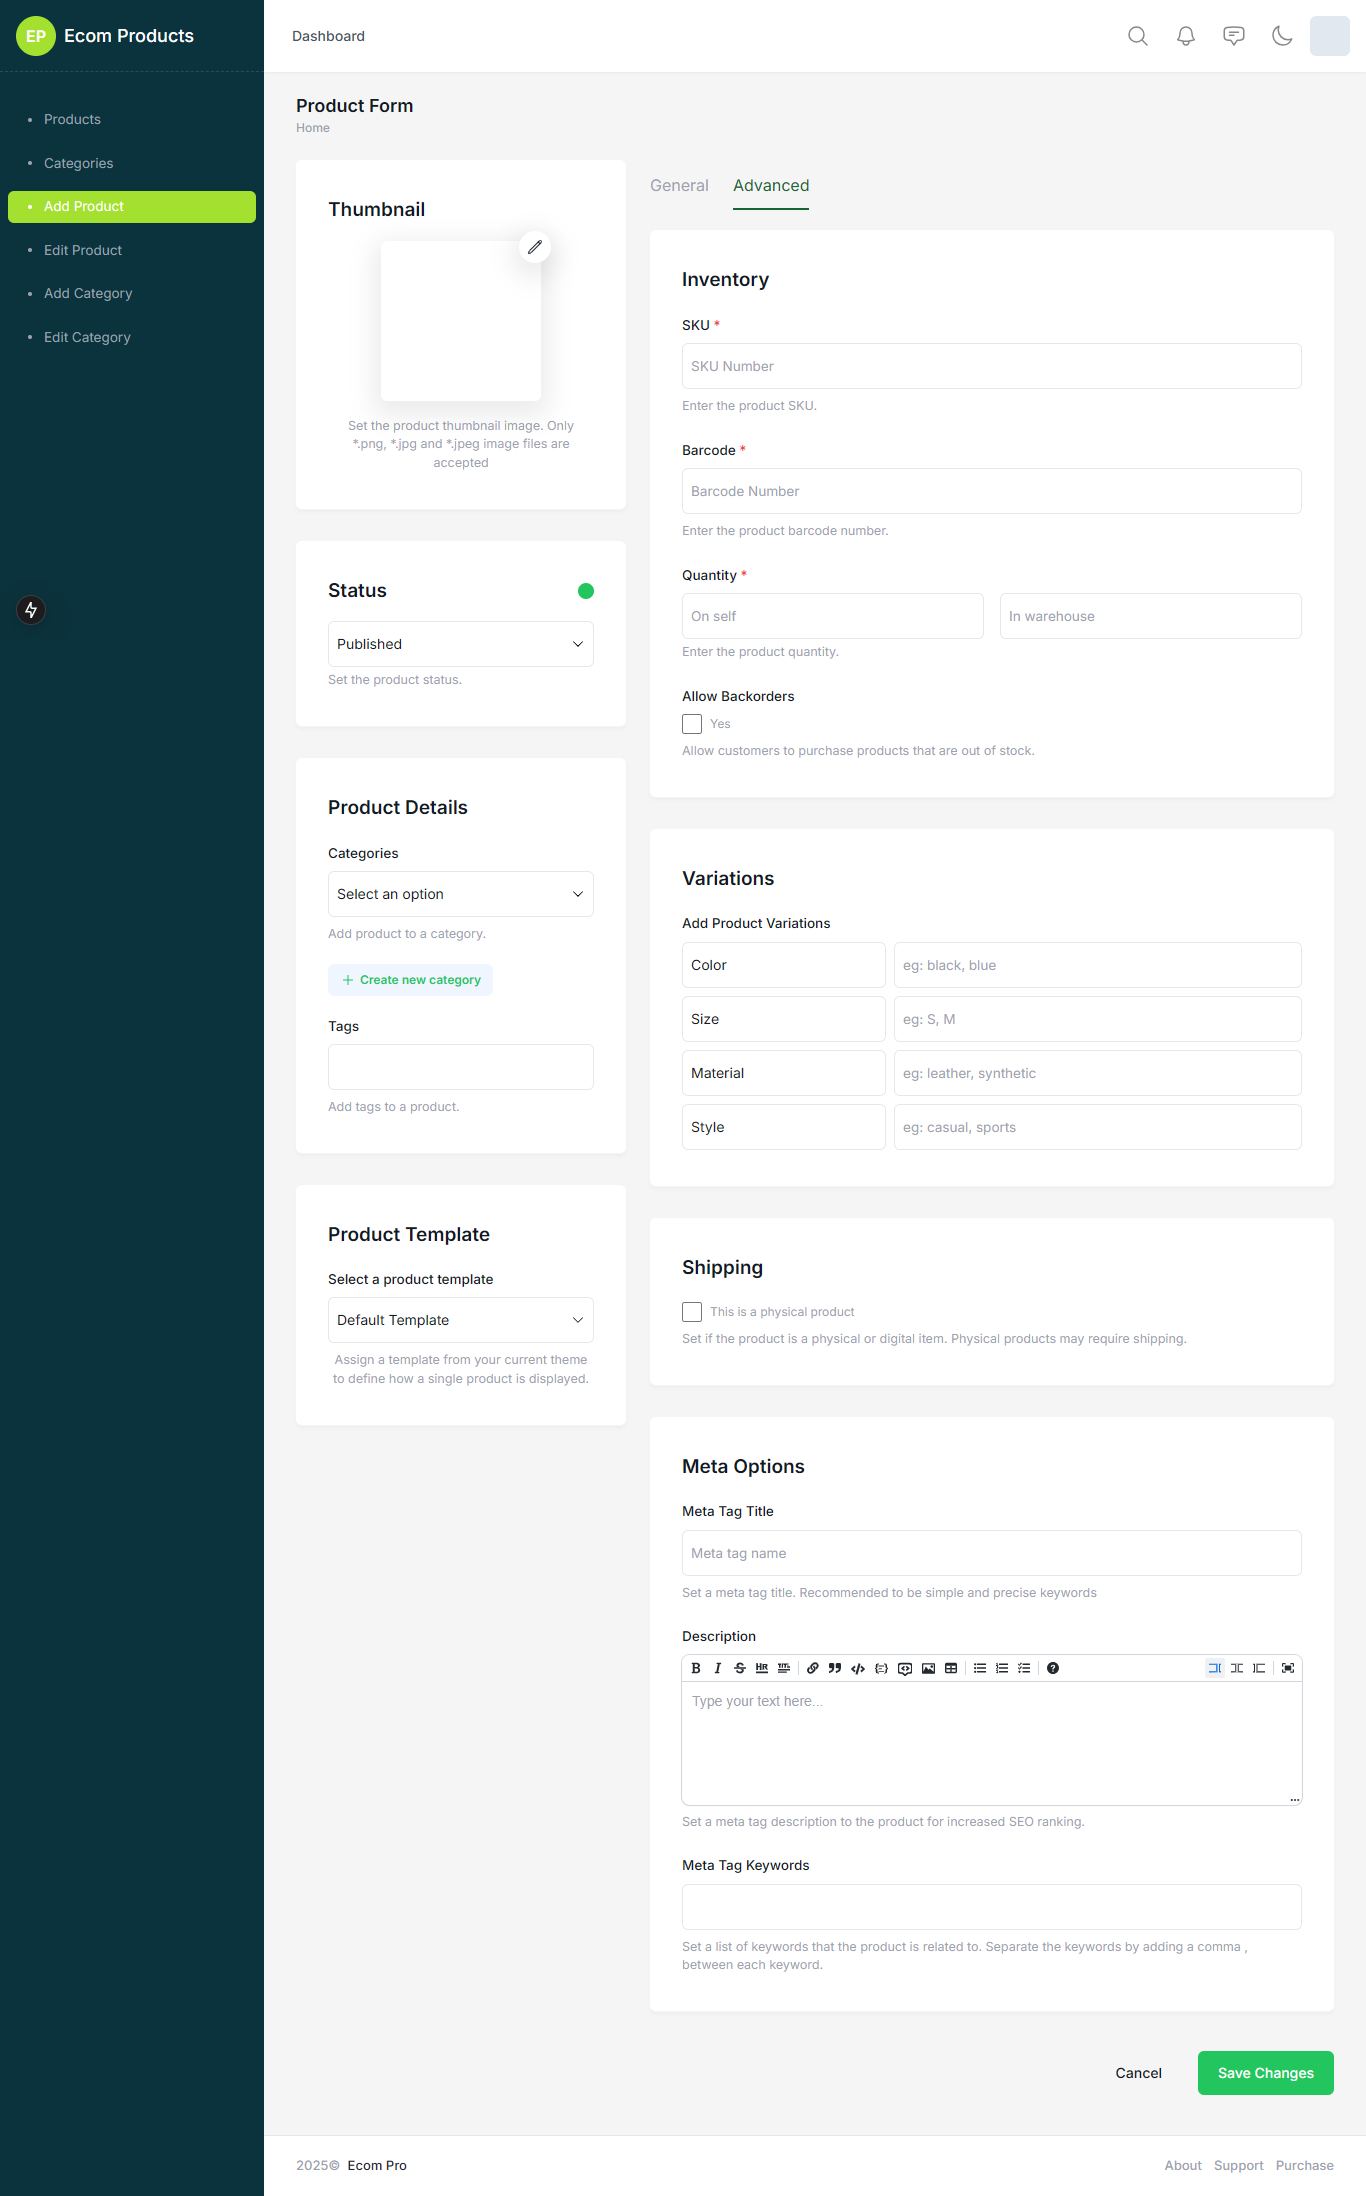 EP Ecom Products
Products
Categories
Add Product
Edit Product
Add Category
Edit Category
Dashboard
Product Form
Home
Thumbnail
Set the product thumbnail image. Only
*.png, *.jpg and *.jpeg image files are
accepted
Status
Published
Set the product status.
Product Details
Categories
Select an option
Add product to a category.
Create new category
Tags
Add tags to a product.
Product Template
Select a product template
Default Template
Assign a template from your current theme
to define how a single product is displayed.
General Advanced
Inventory
SKU *
SKU Number
Enter the product SKU.
Barcode *
Barcode Number
Enter the product barcode number.
Quantity *
On self In warehouse
Enter the product quantity.
Allow Backorders
Yes
Allow customers to purchase products that are out of stock.
Variations
Add Product Variations
Color eg: black, blue
Size eg: S, M
Material eg: leather, synthetic
Style eg: casual, sports
Shipping
This is a physical product
Set if the product is a physical or digital item. Physical products may require shipping.
Meta Options
Meta Tag Title
Meta tag name
Set a meta tag title. Recommended to be simple and precise keywords
Description
Type your text here...
Set a meta tag description to the product for increased SEO ranking.
Meta Tag Keywords
Set a list of keywords that the product is related to. Separate the keywords by adding a comma ,
between each keyword.
Cancel Save Changes
2025© Ecom Pro
About Support Purchase